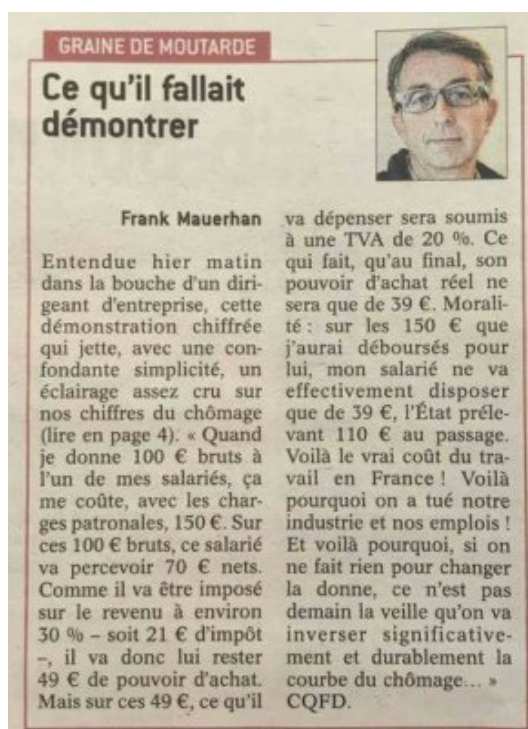 GRAINE DE MOUTARDE
Ce qu'il fallait
démontrer
Frank Mauerhan
Entendue hier matin
dans la bouche d'un diri-
geant d'entreprise, cette
démonstration chiffrée
qui jette, avec une con-
fondante simplicité, un
éclairage assez cru sur
nos chiffres du chômage
(lire en page 4). « Quand
je donne 100 € bruts à
l'un de mes salariés, ça
me coûte, avec les char-
ges patronales, 150 €. Sur
ces 100 € bruts, ce salarié
va percevoir 70 € nets.
Comme il va être imposé
sur le revenu à environ
30 % – soit 21 € d'impôt
–, il va donc lui rester
49 € de pouvoir d'achat.
Mais sur ces 49 €, ce qu'il
va dépenser sera soumis
à une TVA de 20 %. Ce
qui fait, qu'au final, son
pouvoir d'achat réel ne
sera que de 39 €. Morali-
té : sur les 150 € que
j'aurai déboursés pour
lui, mon salarié ne va
effectivement disposer
que de 39 €, l'État préle-
vant 110 € au passage.
Voilà le vrai coût du tra-
vail en France ! Voilà
pourquoi on a tué notre
industrie et nos emplois !
Et voilà pourquoi, si on
ne fait rien pour changer
la donne, ce n'est pas
demain la veille qu'on va
inverser significative-
ment et durablement la
courbe du chômage... »
CQFD.